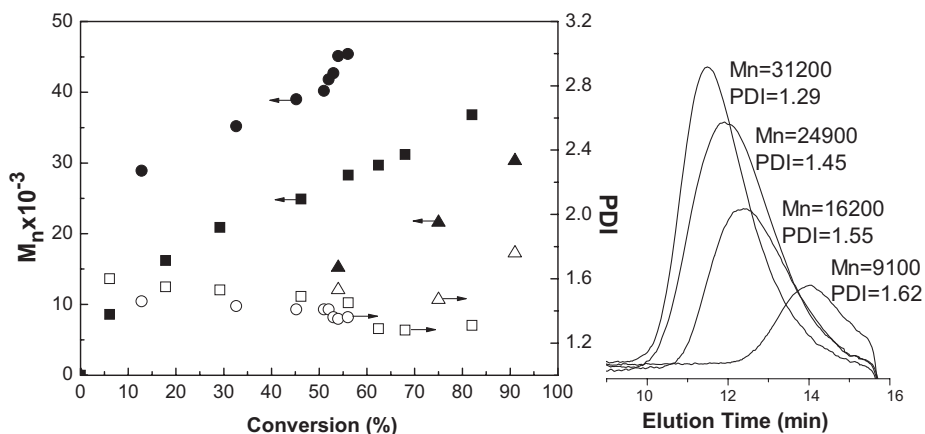 50
40
30
20
10
0
Mnx10-3
0 10 20 30 40 50 60 70 80 90 100
Conversion (%)
3.2
2.8
2.4
2.0
1.6
1.2
PDI
Mn=31200
PDI=1.29
Mn=24900
PDI=1.45
Mn=16200
PDI=1.55
Mn=9100
PDI=1.62
10 12 14 16
Elution Time (min)